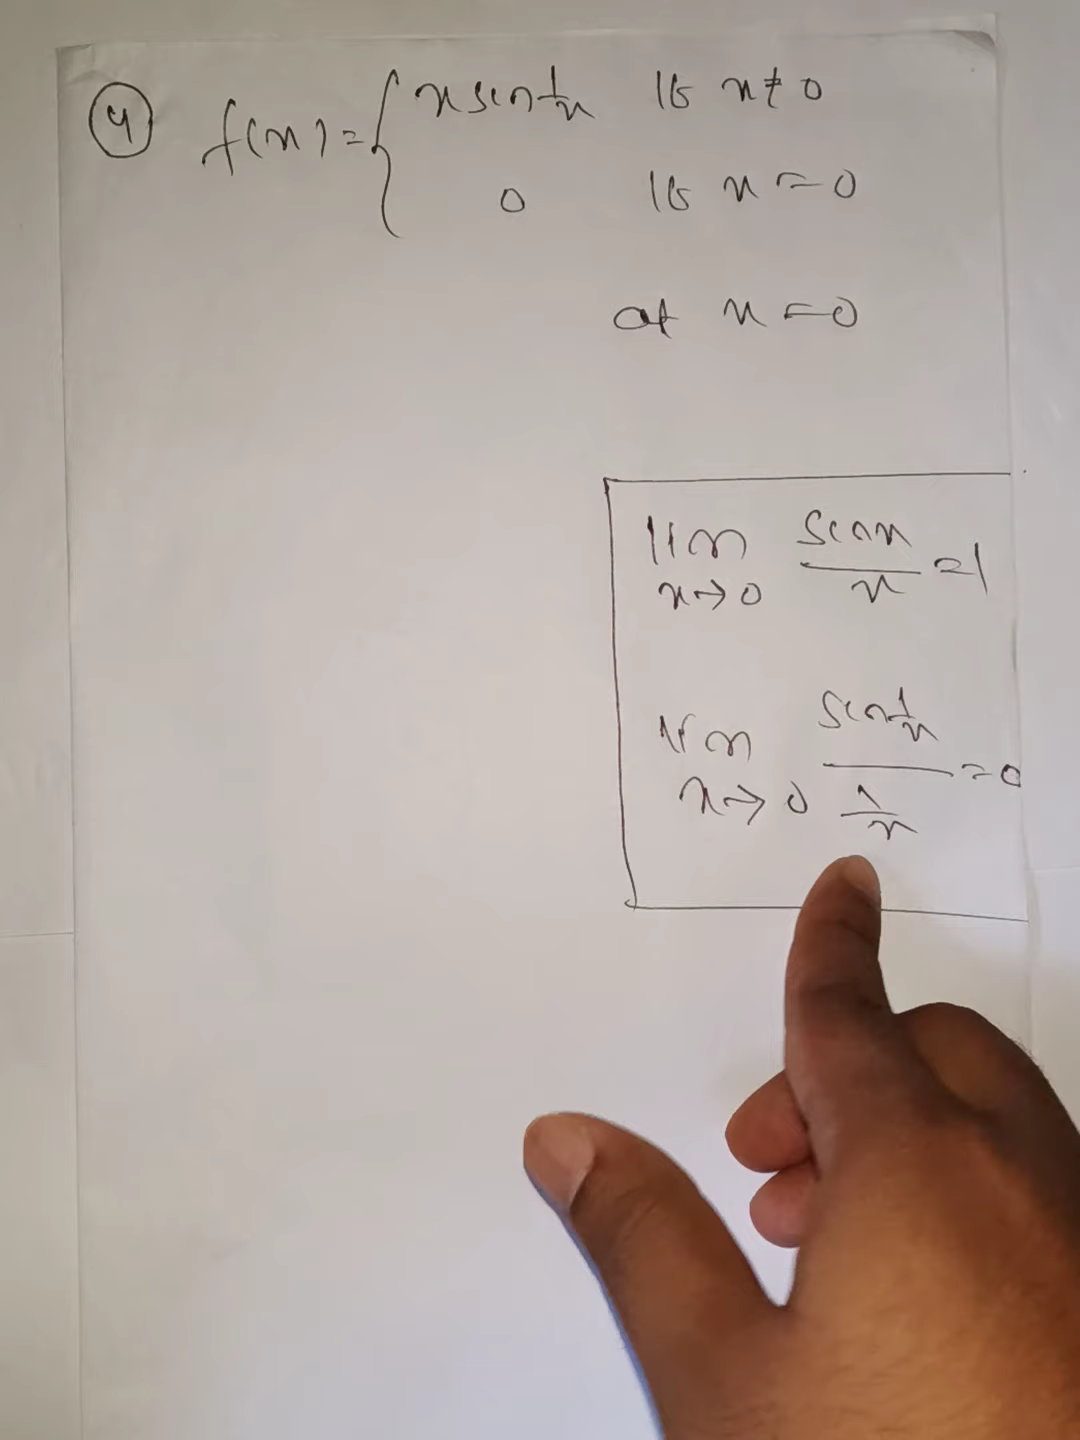 ④ f(x) = { x sin 1/x if x ≠ 0
0 if x = 0
at x = 0
lim x→0 sin x / x = 1
lim x→0 sin 1/x / 1/x = 0